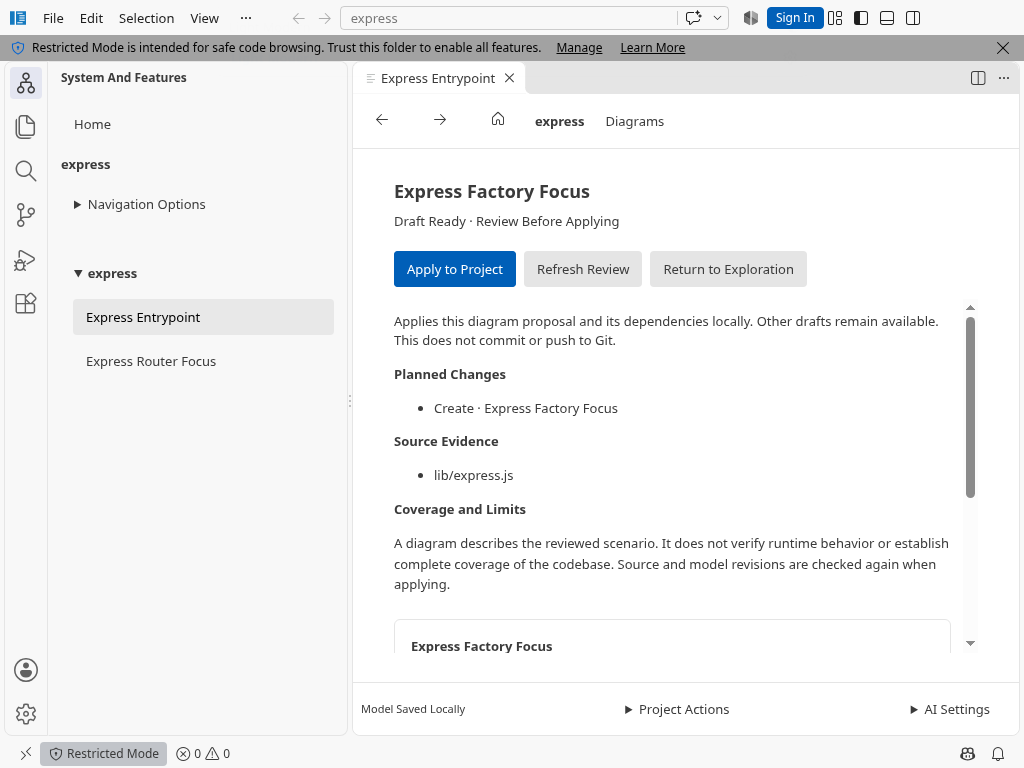 File Edit Selection View ··· express Sign In
Restricted Mode is intended for safe code browsing. Trust this folder to enable all features. Manage Learn More
System And Features
Home
express
Navigation Options
express
Express Entrypoint
Express Router Focus
Express Entrypoint
express Diagrams
Express Factory Focus
Draft Ready · Review Before Applying
Apply to Project Refresh Review Return to Exploration
Applies this diagram proposal and its dependencies locally. Other drafts remain available.
This does not commit or push to Git.
Planned Changes
• Create · Express Factory Focus
Source Evidence
• lib/express.js
Coverage and Limits
A diagram describes the reviewed scenario. It does not verify runtime behavior or establish
complete coverage of the codebase. Source and model revisions are checked again when
applying.
Express Factory Focus
Model Saved Locally Project Actions AI Settings
Restricted Mode 0 0